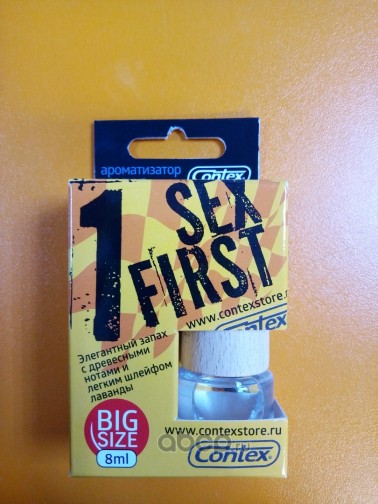 ароматизатор
Contex
1
SEX
FIRST
www.contexstore.ru
Contex
Элегантный запах
с древесными
нотами и
легким шлейфом
лаванды
BIG
SIZE
8ml
www.contexstore.ru
Contex®